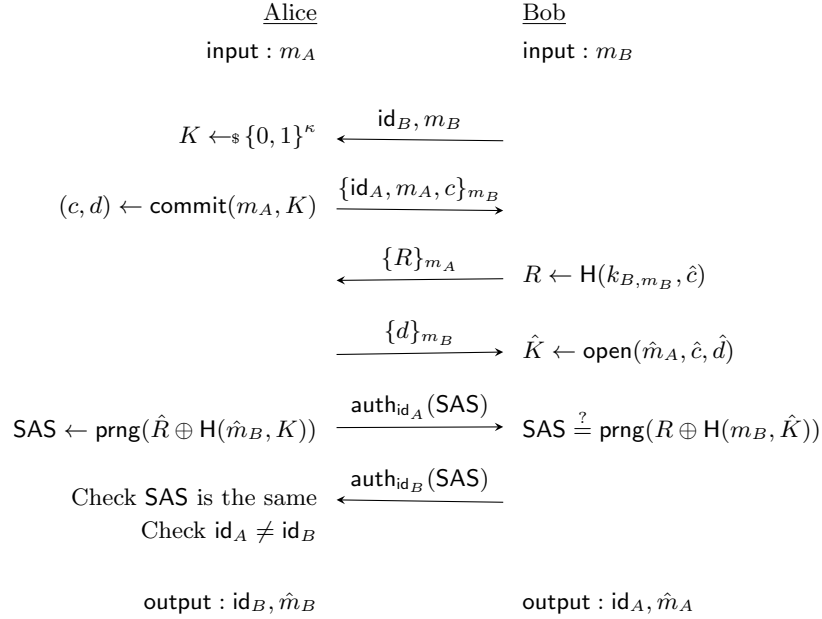 Alice Bob
input : m_A input : m_B
id_B, m_B
K ←$ {0, 1}^κ
{id_A, m_A, c}_{m_B}
(c, d) ← commit(m_A, K)
{R}_{m_A}
R ← H(k_{B,m_B}, ĉ)
{d}_{m_B}
K̂ ← open(m̂_A, ĉ, d̂)
auth_{id_A}(SAS)
SAS ← prng(R̂ ⊕ H(m̂_B, K)) SAS ≟ prng(R ⊕ H(m_B, K̂))
auth_{id_B}(SAS)
Check SAS is the same
Check id_A ≠ id_B
output : id_B, m̂_B output : id_A, m̂_A